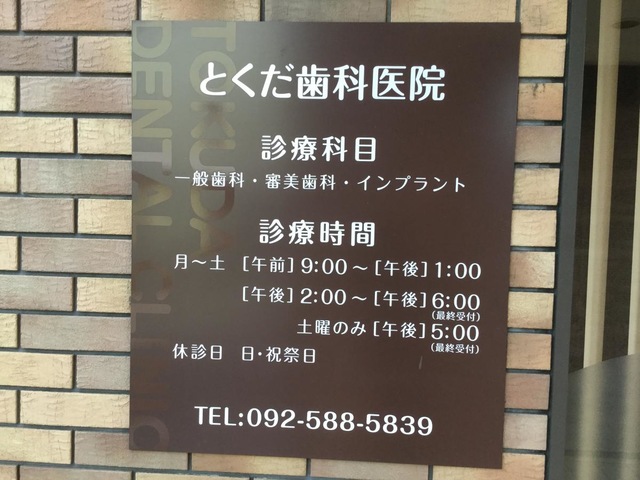 TOKUDA
DENTAL CLINIC
とくだ歯科医院
診療科目
一般歯科・審美歯科・インプラント
診療時間
月〜土 [午前]9:00〜[午後]1:00
[午後]2:00〜[午後]6:00
(最終受付)
土曜のみ[午後]5:00
(最終受付)
休診日 日・祝祭日
TEL:092-588-5839